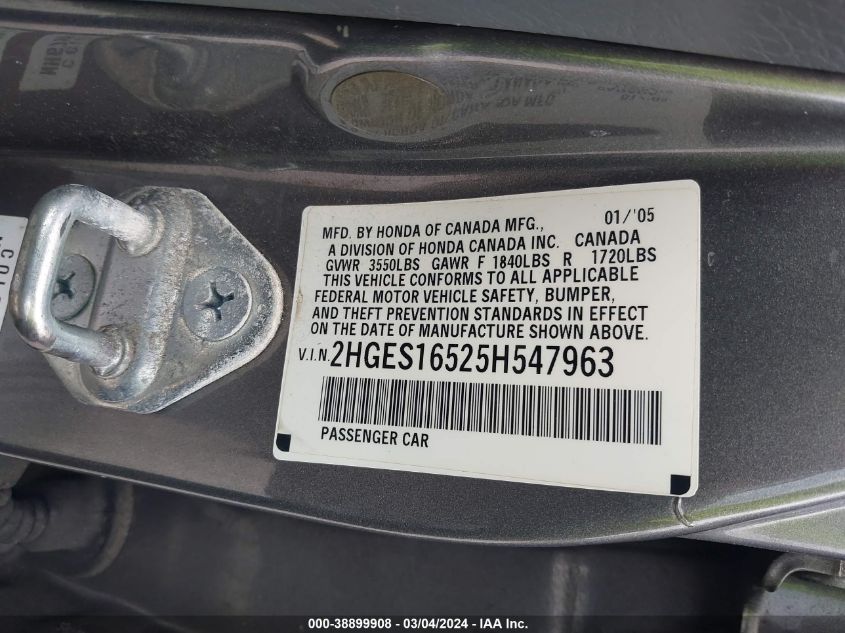 MFD. BY HONDA OF CANADA MFG., 01/'05
A DIVISION OF HONDA CANADA INC. CANADA
GVWR 3550LBS GAWR F 1840LBS R 1720LBS
THIS VEHICLE CONFORMS TO ALL APPLICABLE
FEDERAL MOTOR VEHICLE SAFETY, BUMPER,
AND THEFT PREVENTION STANDARDS IN EFFECT
ON THE DATE OF MANUFACTURE SHOWN ABOVE.
V.I.N. 2HGES16525H547963
PASSENGER CAR
000-38899908 - 03/04/2024 - IAA Inc.